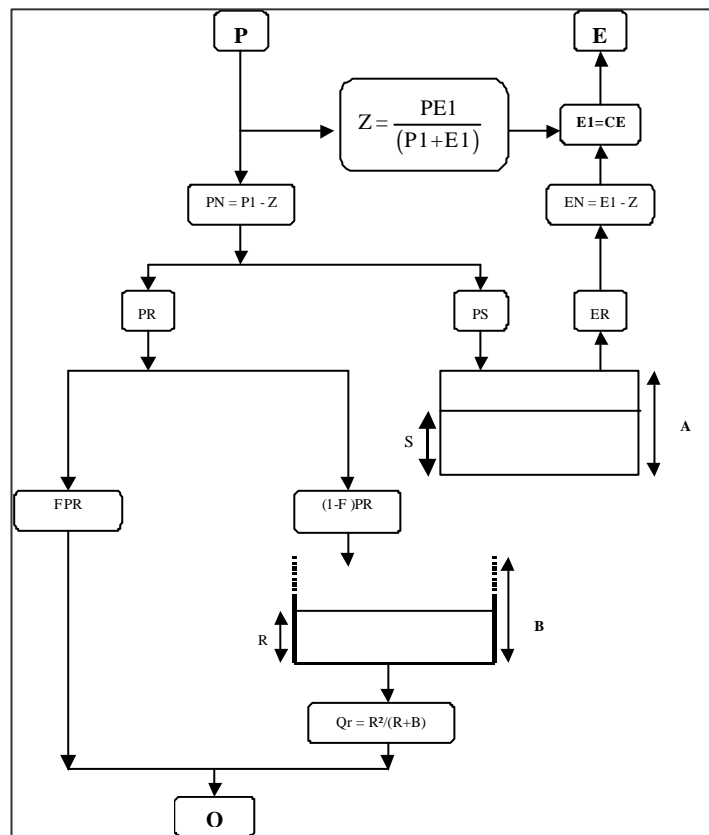 P
E
Z = PE1 / (P1+E1)
E1=CE
PN = P1 - Z
EN = E1 - Z
PR
PS
ER
S
A
FPR
(1-F)PR
R
B
Qr = R²/(R+B)
O